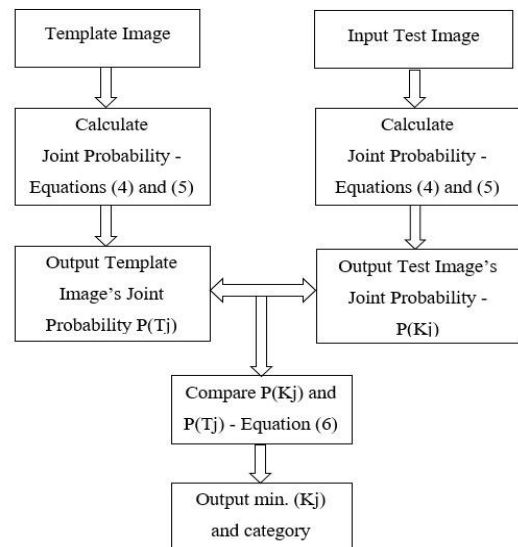 Template Image
Input Test Image
Calculate
Joint Probability -
Equations (4) and (5)
Calculate
Joint Probability -
Equations (4) and (5)
Output Template
Image's Joint
Probability P(Tj)
Output Test Image's
Joint Probability -
P(Kj)
Compare P(Kj) and
P(Tj) - Equation (6)
Output min. (Kj)
and category